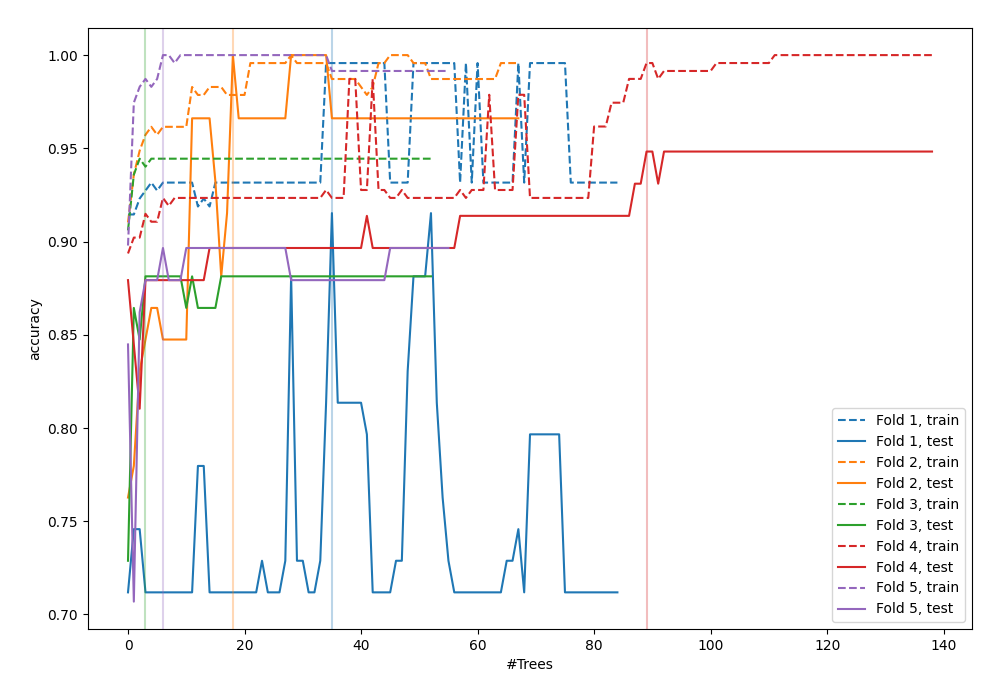 1.00
0.95
0.90
0.85
0.80
0.75
0.70
accuracy
0
20
40
60
80
100
120
140
#Trees
Fold 1, train
Fold 1, test
Fold 2, train
Fold 2, test
Fold 3, train
Fold 3, test
Fold 4, train
Fold 4, test
Fold 5, train
Fold 5, test